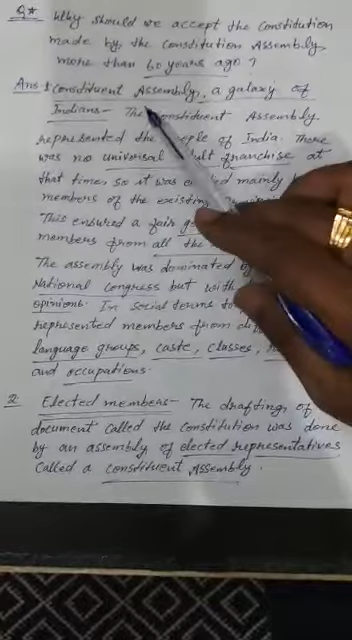 Q* Why should we accept the Constitution
made by the Constitution Assembly,
more than 60 years ago ?
Ans : Constituent Assembly, a galaxy of
Indians - The Constituent Assembly
represented the people of India. There
was no universal adult franchise at
that time, so it was mainly
members of the existing
This ensured a fair
members from all the
The assembly was dominated
National Congress but with
opinions. In social terms
represented members from
language groups, caste, classes,
and occupations.
2. Elected members - The drafting of
document called the constitution was done
by an assembly of elected representatives
called a constituent Assembly.